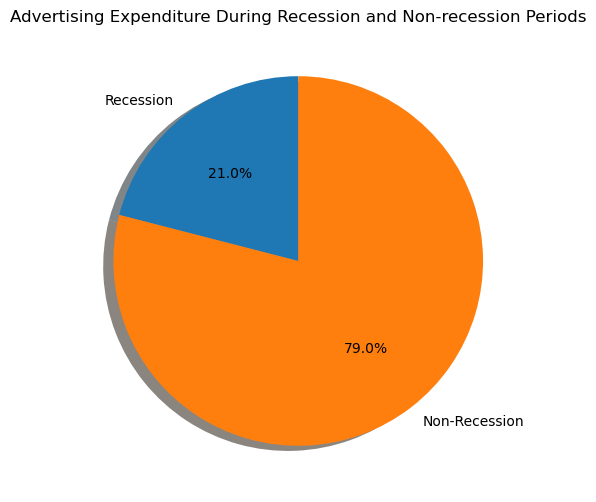 Advertising Expenditure During Recession and Non-recession Periods
Recession
21.0%
79.0%
Non-Recession